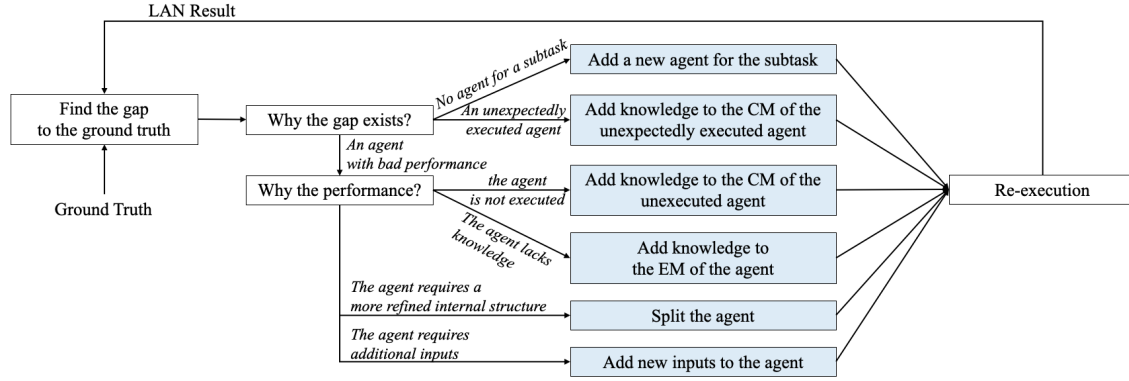 LAN Result
Find the gap
to the ground truth
Ground Truth
Why the gap exists?
No agent for a subtask
An unexpectedly
executed agent
An agent
with bad performance
Why the performance?
the agent
is not executed
The agent lacks
knowledge
The agent requires a
more refined internal structure
The agent requires
additional inputs
Add a new agent for the subtask
Add knowledge to the CM of the
unexpectedly executed agent
Add knowledge to the CM of the
unexecuted agent
Add knowledge to
the EM of the agent
Split the agent
Add new inputs to the agent
Re-execution